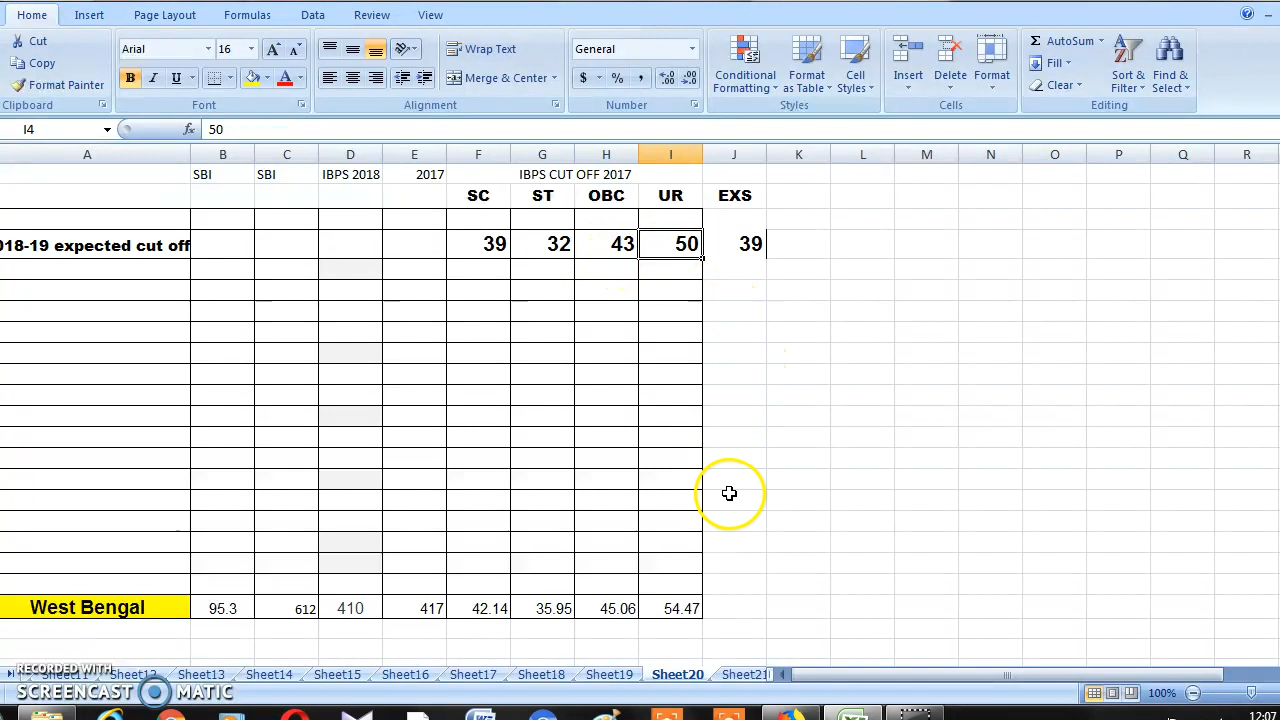 Home Insert Page Layout Formulas Data Review View
Cut
Copy
Format Painter
Clipboard
Arial 16 A A
B I U A
Font
Wrap Text
Merge & Center
Alignment
General
$ % ,
Number
Conditional Formatting
Format as Table
Cell Styles
Styles
Insert Delete Format
Cells
Σ AutoSum
Fill
Clear
Sort & Filter
Find & Select
Editing
I4 fx 50
A B C D E F G H I J K L M N O P Q R
SBI SBI IBPS 2018 2017 IBPS CUT OFF 2017
SC ST OBC UR EXS
018-19 expected cut off 39 32 43 50 39
West Bengal 95.3 612 410 417 42.14 35.95 45.06 54.47
Sheet12 Sheet13 Sheet14 Sheet15 Sheet16 Sheet17 Sheet18 Sheet19 Sheet20 Sheet21
RECORDED WITH
SCREENCAST MATIC
100%
12:07